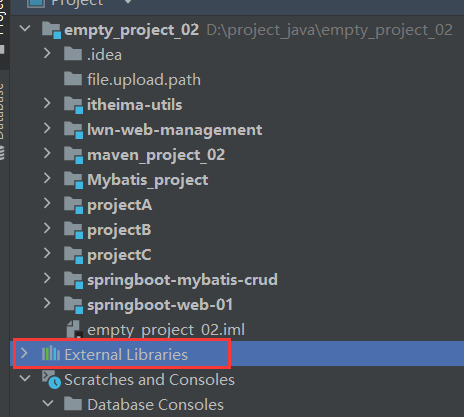 Project
empty_project_02 D:\project_java\empty_project_02
.idea
file.upload.path
itheima-utils
lwn-web-management
maven_project_02
Mybatis_project
projectA
projectB
projectC
springboot-mybatis-crud
springboot-web-01
empty_project_02.iml
External Libraries
Scratches and Consoles
Database Consoles
Database